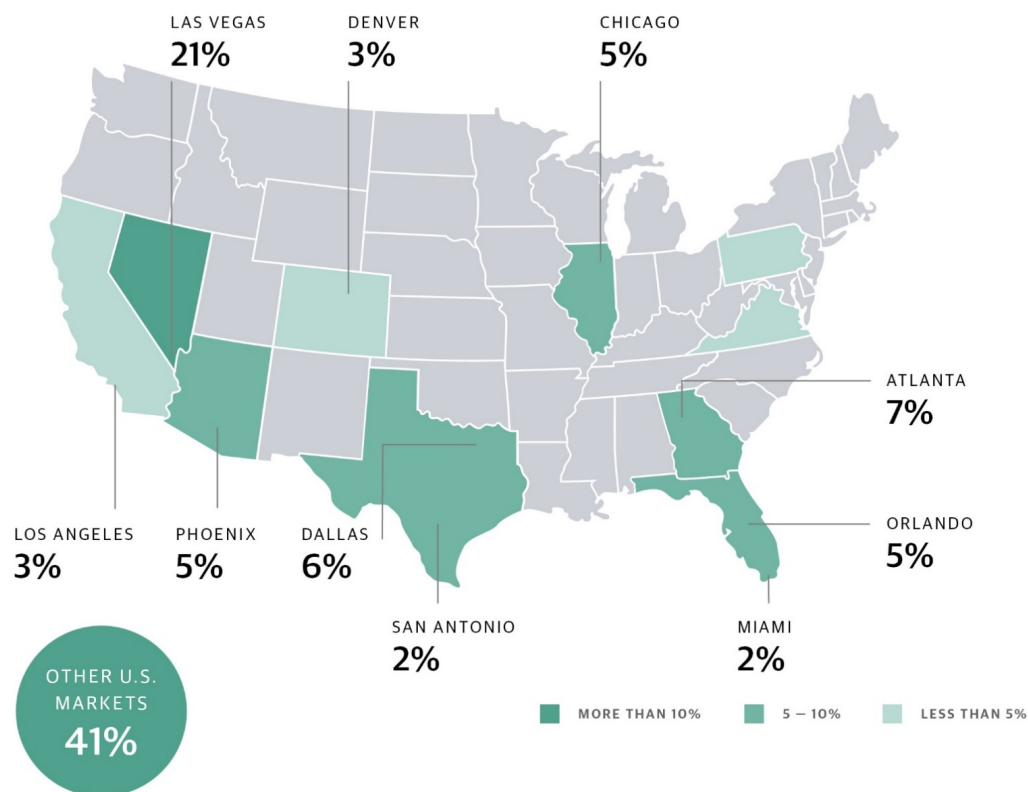 LAS VEGAS
21%
DENVER
3%
CHICAGO
5%
ATLANTA
7%
LOS ANGELES
3%
PHOENIX
5%
DALLAS
6%
ORLANDO
5%
SAN ANTONIO
2%
MIAMI
2%
OTHER U.S.
MARKETS
41%
MORE THAN 10%
5 – 10%
LESS THAN 5%